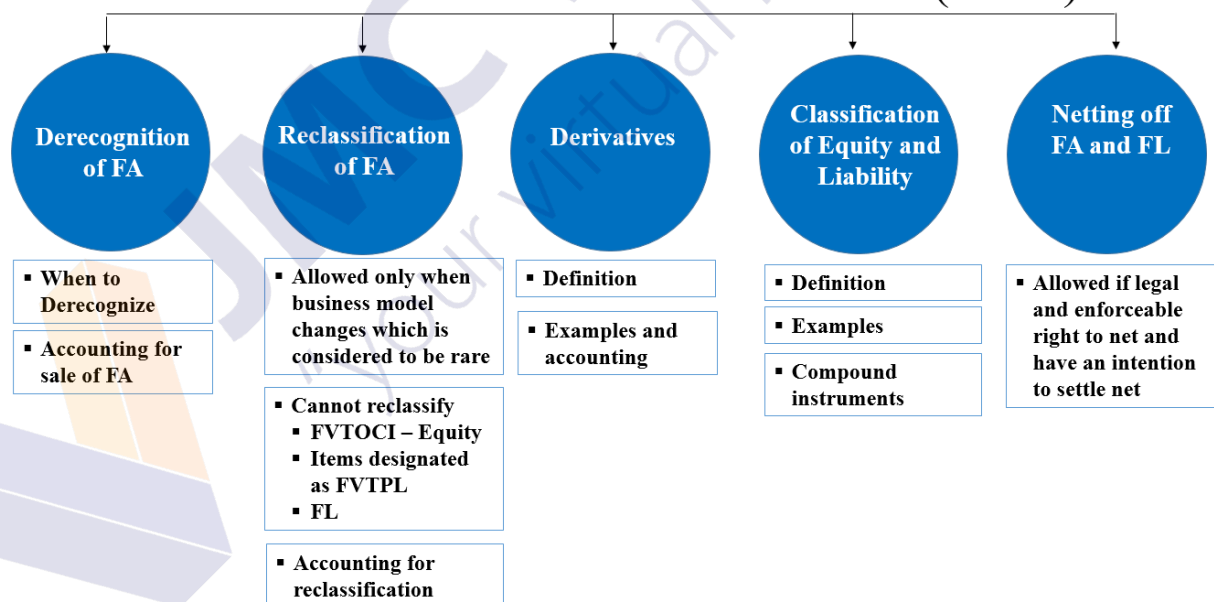 Derecognition
of FA
▪ When to
Derecognize
▪ Accounting for
sale of FA
Reclassification
of FA
▪ Allowed only when
business model
changes which is
considered to be rare
▪ Cannot reclassify
▪ FVTOCI – Equity
▪ Items designated
as FVTPL
▪ FL
▪ Accounting for
reclassification
Derivatives
▪ Definition
▪ Examples and
accounting
Classification
of Equity and
Liability
▪ Definition
▪ Examples
▪ Compound
instruments
Netting off
FA and FL
▪ Allowed if legal
and enforceable
right to net and
have an intention
to settle net
JMC
"your virtual